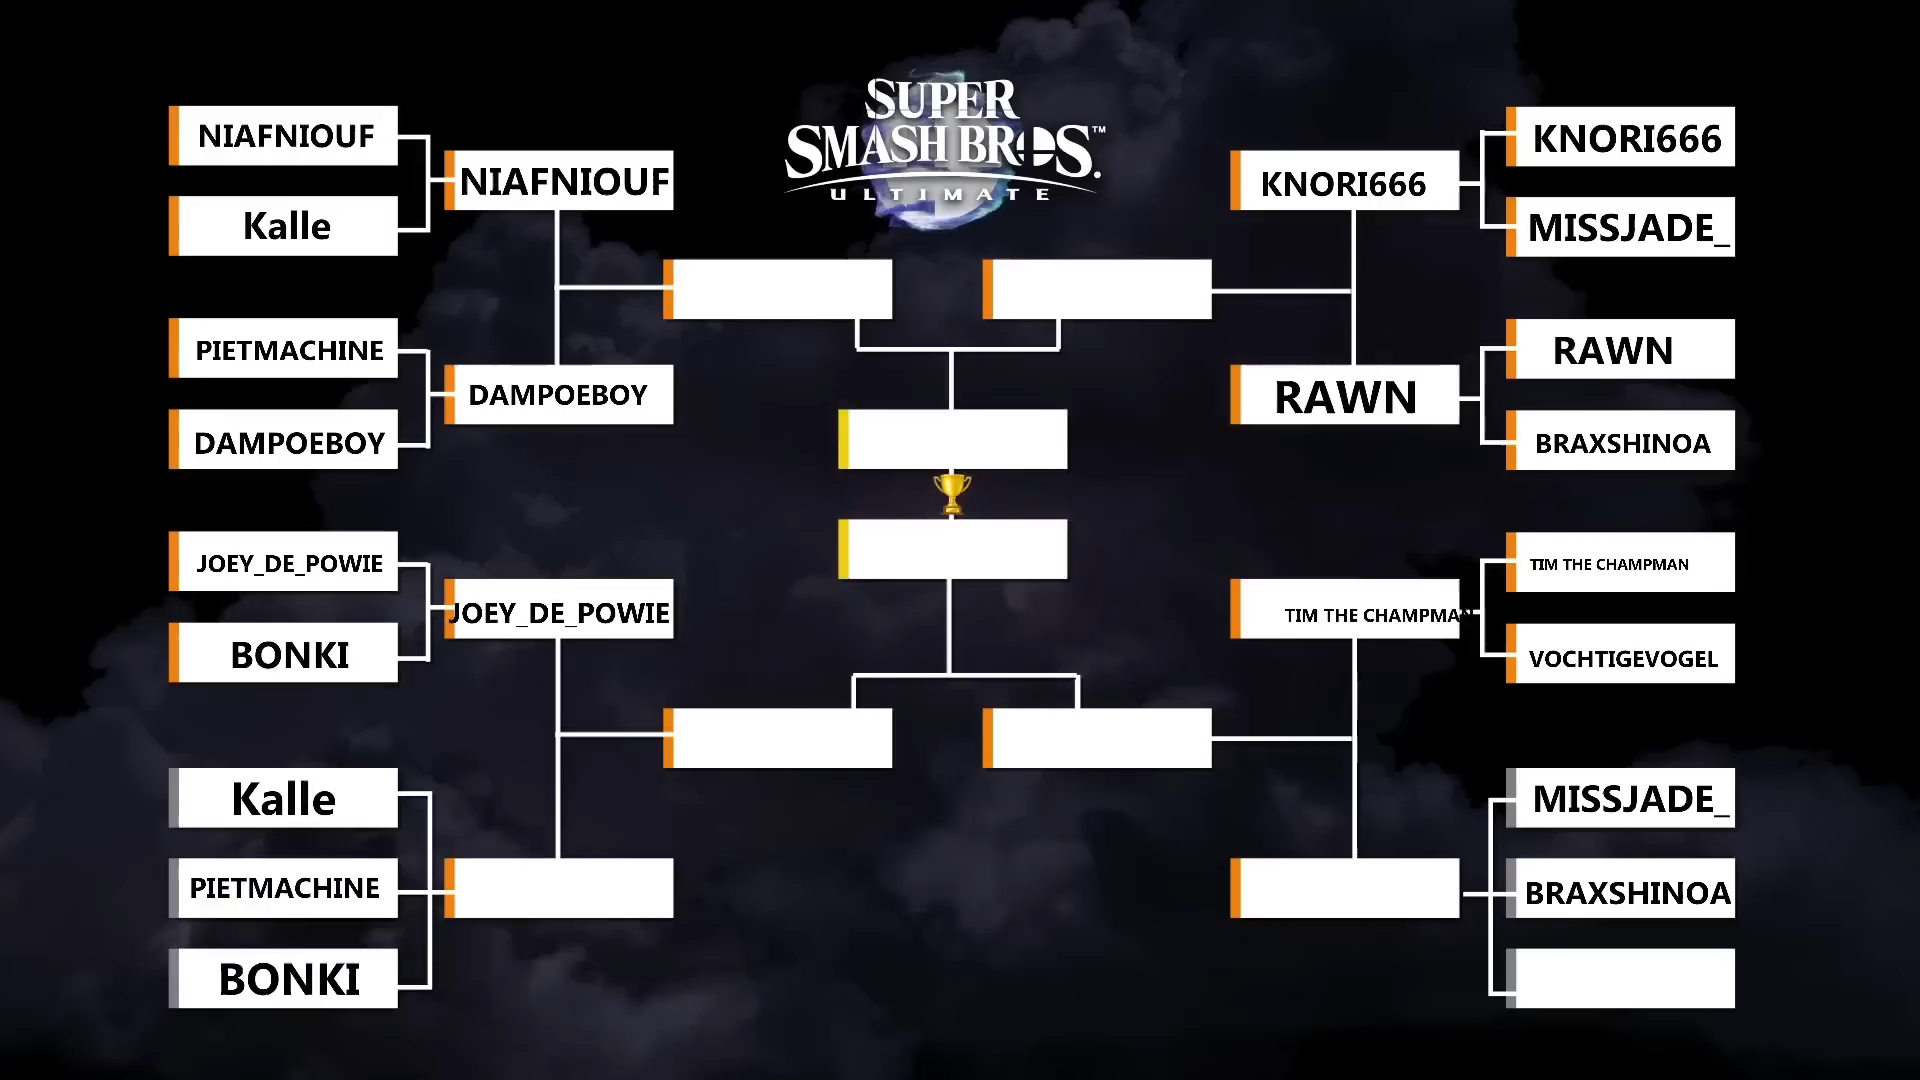 SUPER
SMASH BROS.™
ULTIMATE
NIAFNIOUF
Kalle
PIETMACHINE
DAMPOEBOY
JOEY_DE_POWIE
BONKI
Kalle
PIETMACHINE
BONKI
NIAFNIOUF
DAMPOEBOY
JOEY_DE_POWIE
KNORI666
RAWN
TIM THE CHAMPMAN
KNORI666
MISSJADE_
RAWN
BRAXSHINOA
TIM THE CHAMPMAN
VOCHTIGEVOGEL
MISSJADE_
BRAXSHINOA